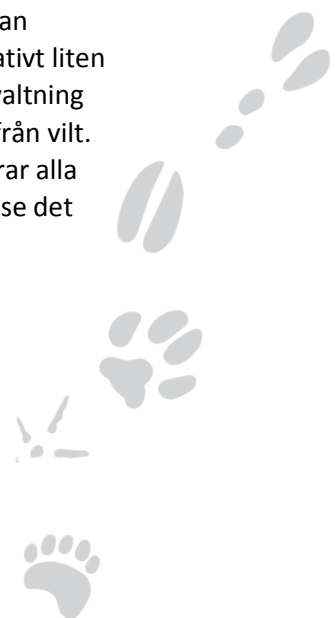 an
ativt liten
valtning
från vilt.
rar alla
se det